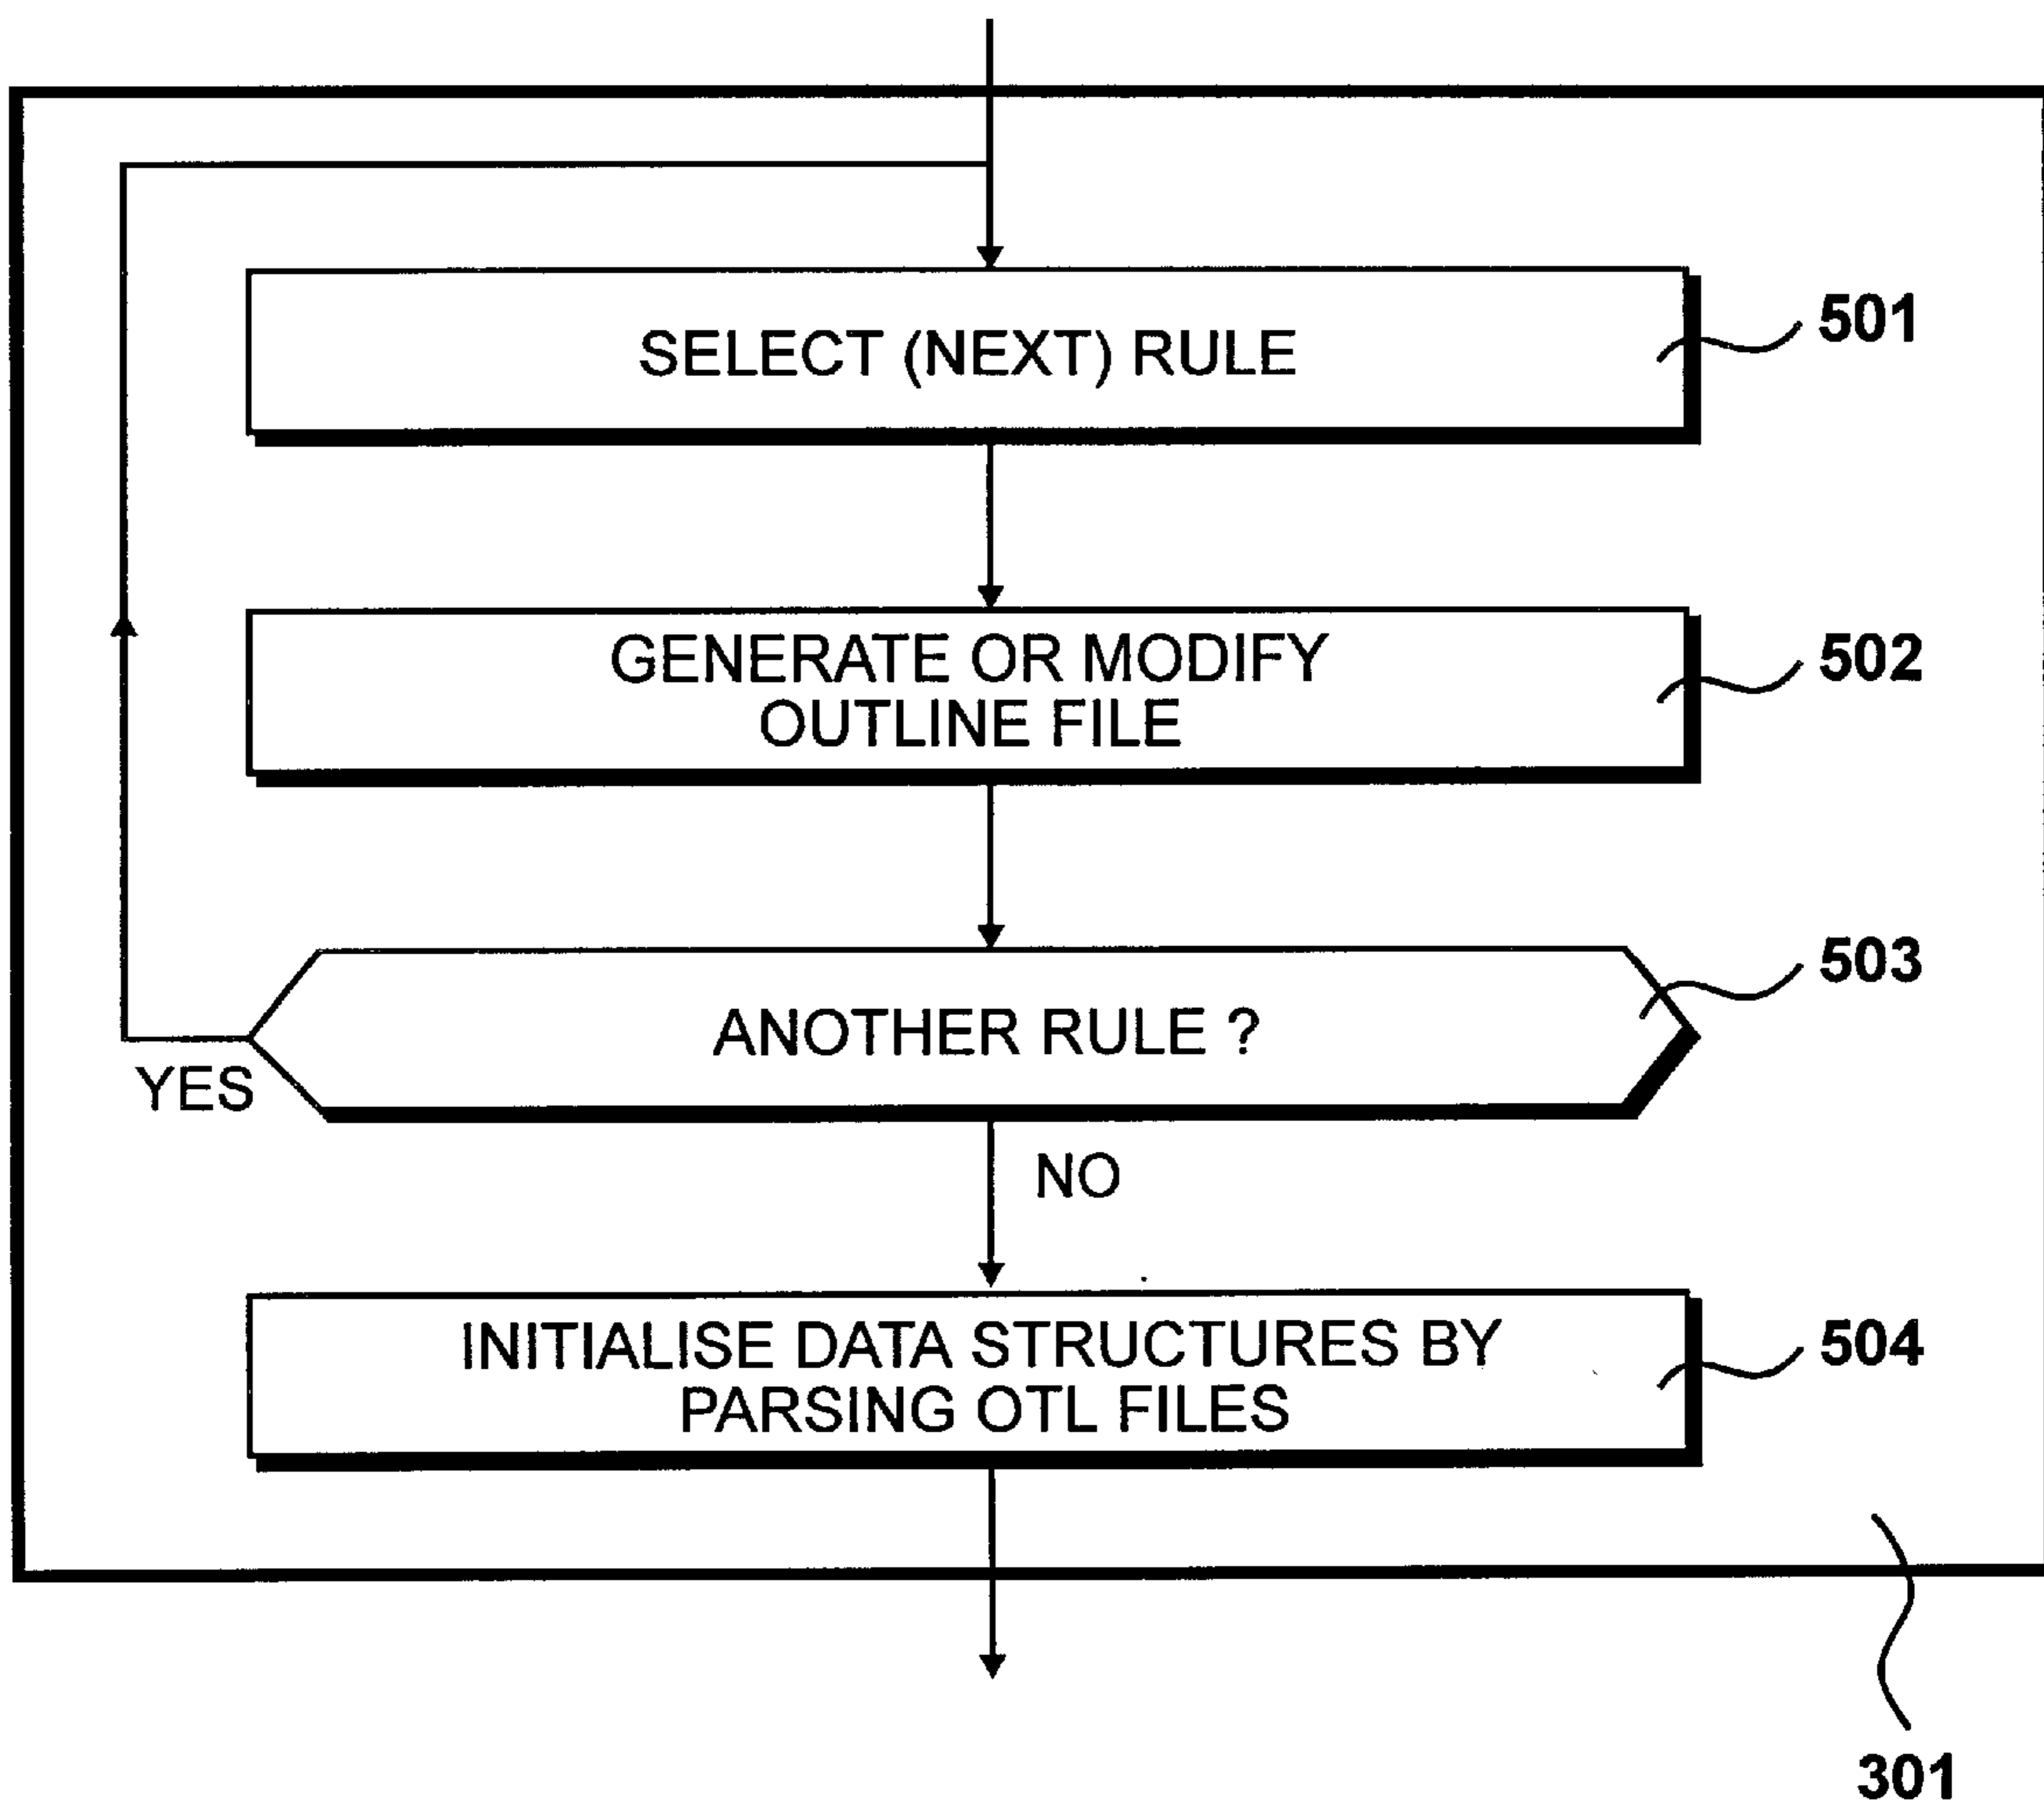 SELECT (NEXT) RULE
501
GENERATE OR MODIFY
OUTLINE FILE
502
ANOTHER RULE ?
503
YES
NO
INITIALISE DATA STRUCTURES BY
PARSING OTL FILES
504
301